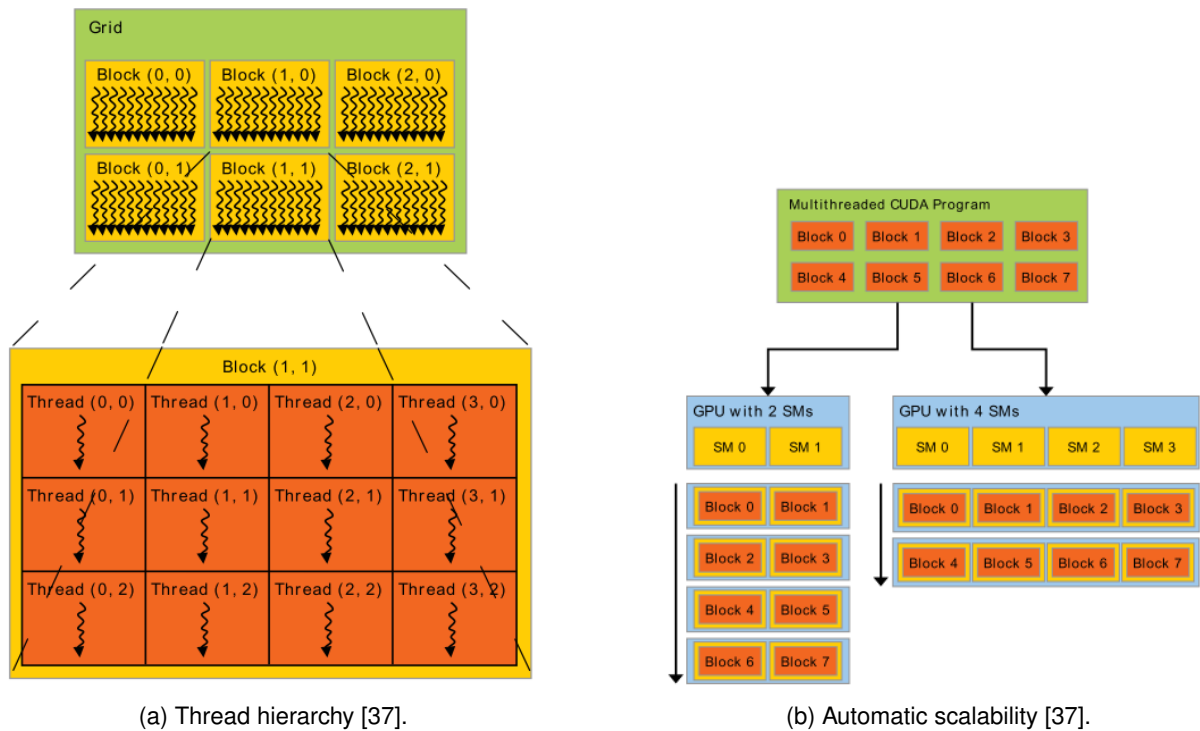 Grid
Block (0, 0) Block (1, 0) Block (2, 0)
Block (0, 1) Block (1, 1) Block (2, 1)
Block (1, 1)
Thread (0, 0) Thread (1, 0) Thread (2, 0) Thread (3, 0)
Thread (0, 1) Thread (1, 1) Thread (2, 1) Thread (3, 1)
Thread (0, 2) Thread (1, 2) Thread (2, 2) Thread (3, 2)
(a) Thread hierarchy [37].
Multithreaded CUDA Program
Block 0 Block 1 Block 2 Block 3
Block 4 Block 5 Block 6 Block 7
GPU with 2 SMs
SM 0 SM 1
Block 0 Block 1
Block 2 Block 3
Block 4 Block 5
Block 6 Block 7
GPU with 4 SMs
SM 0 SM 1 SM 2 SM 3
Block 0 Block 1 Block 2 Block 3
Block 4 Block 5 Block 6 Block 7
(b) Automatic scalability [37].